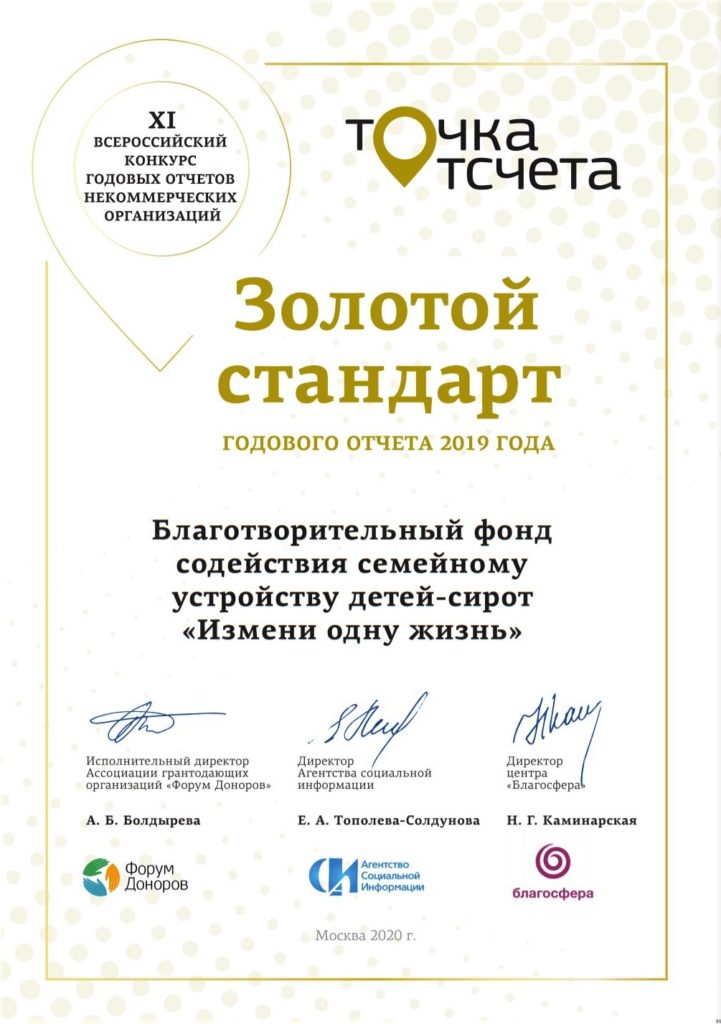 XI
ВСЕРОССИЙСКИЙ
КОНКУРС
ГОДОВЫХ ОТЧЕТОВ
НЕКОММЕРЧЕСКИХ
ОРГАНИЗАЦИЙ
ТОЧКА
ОТСЧЕТА
Золотой
стандарт
ГОДОВОГО ОТЧЕТА 2019 ГОДА
Благотворительный фонд
содействия семейному
устройству детей-сирот
«Измени одну жизнь»
Исполнительный директор
Ассоциации грантодающих
организаций «Форум Доноров»
А. Б. Болдырева
Директор
Агентства социальной
информации
Е. А. Тополева-Солдунова
Директор
центра
«Благосфера»
Н. Г. Каминарская
Форум
Доноров
АСИ
Агентство
Социальной
Информации
благосфера
Москва 2020 г.